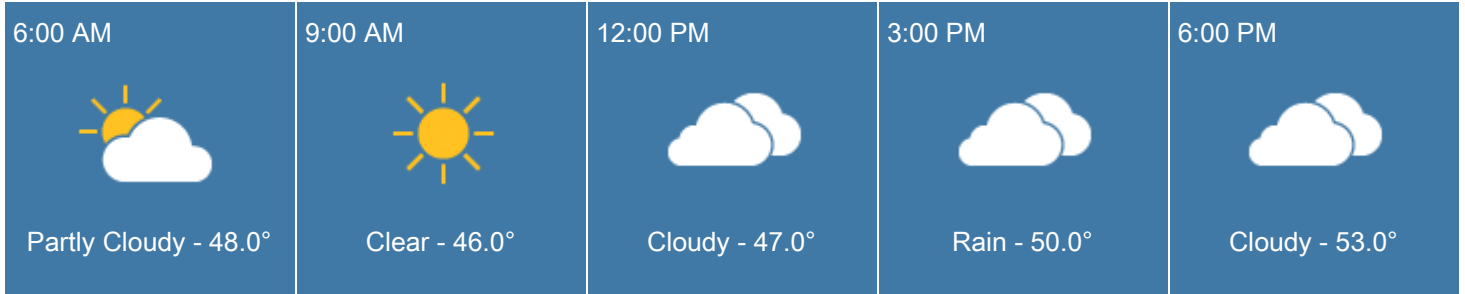 6:00 AM
Partly Cloudy - 48.0°
9:00 AM
Clear - 46.0°
12:00 PM
Cloudy - 47.0°
3:00 PM
Rain - 50.0°
6:00 PM
Cloudy - 53.0°